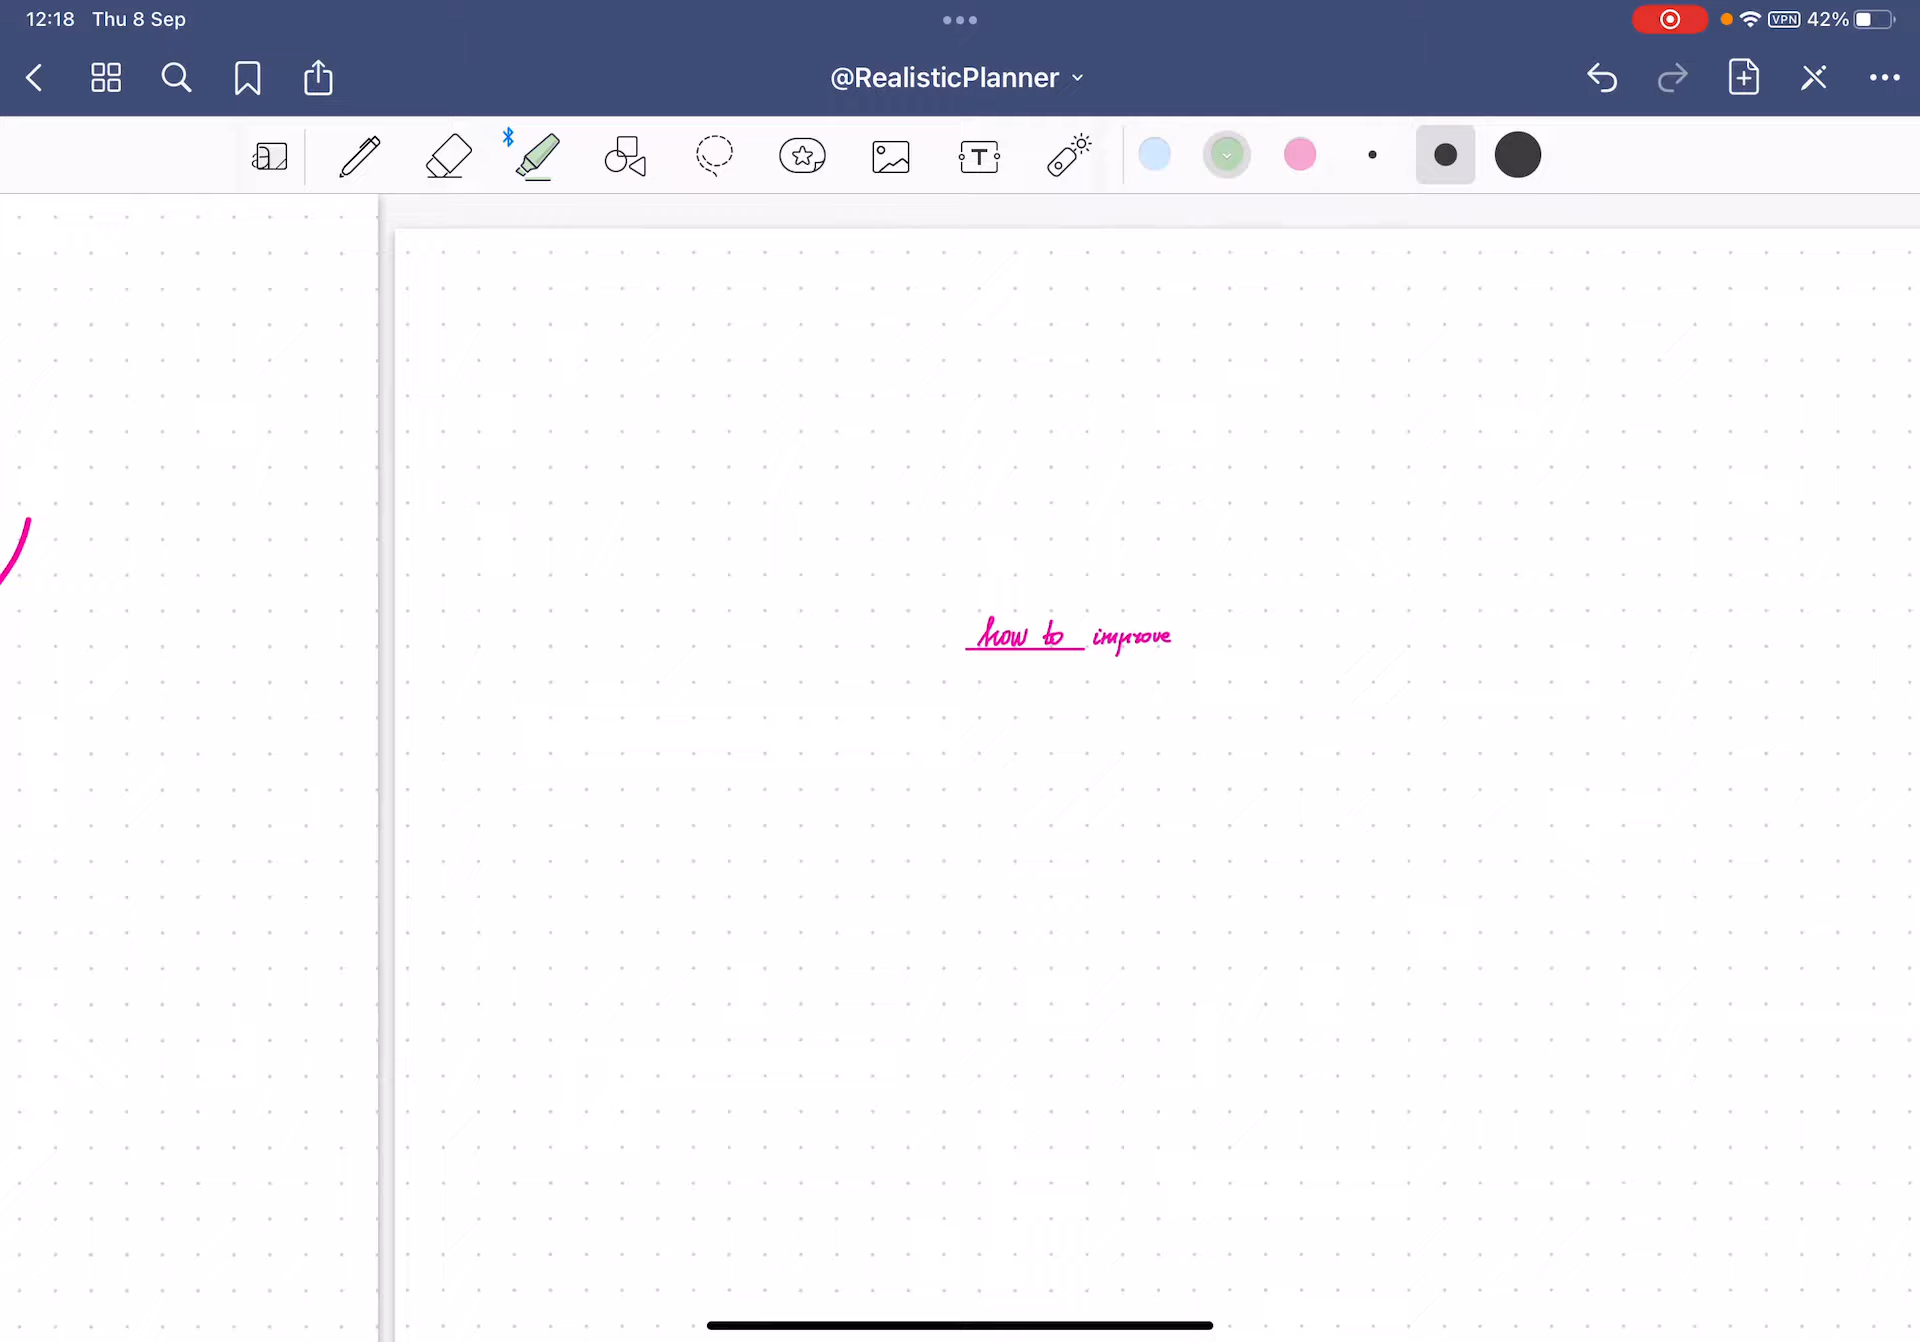 12:18 Thu 8 Sep
VPN 42%
@RealisticPlanner
T
how to improve